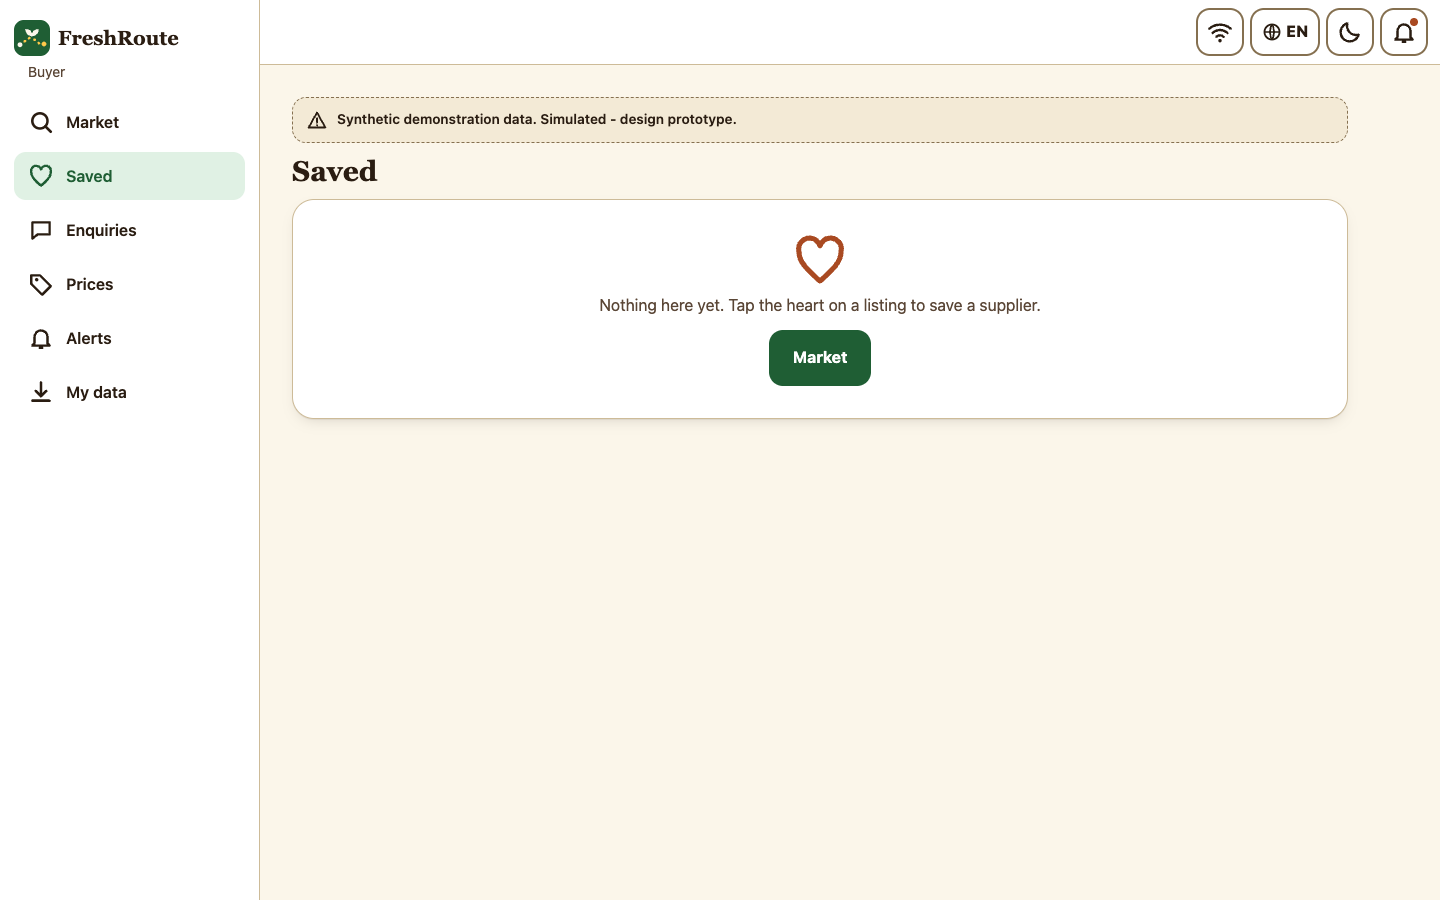 FreshRoute
Buyer
Market
Saved
Enquiries
Prices
Alerts
My data
EN
Synthetic demonstration data. Simulated - design prototype.
Saved
Nothing here yet. Tap the heart on a listing to save a supplier.
Market